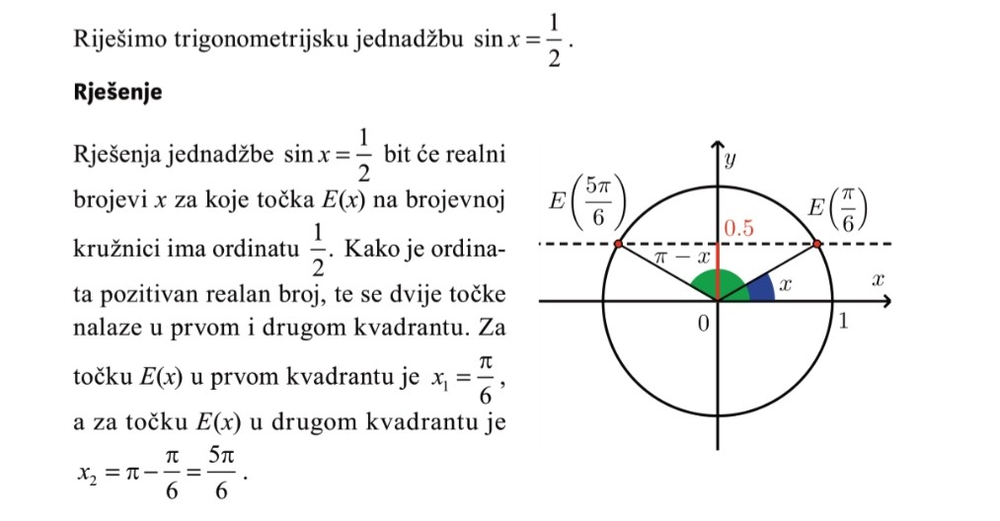 Riješimo trigonometrijsku jednadžbu sin x = 1/2.
Rješenje
Rješenja jednadžbe sin x = 1/2 bit će realni
brojevi x za koje točka E(x) na brojevnoj
kružnici ima ordinatu 1/2. Kako je ordina-
ta pozitivan realan broj, te se dvije točke
nalaze u prvom i drugom kvadrantu. Za
točku E(x) u prvom kvadrantu je x₁ = π/6,
a za točku E(x) u drugom kvadrantu je
x₂ = π − π/6 = 5π/6.
y
E(5π/6)
E(π/6)
0.5
π − x
x
x
0
1